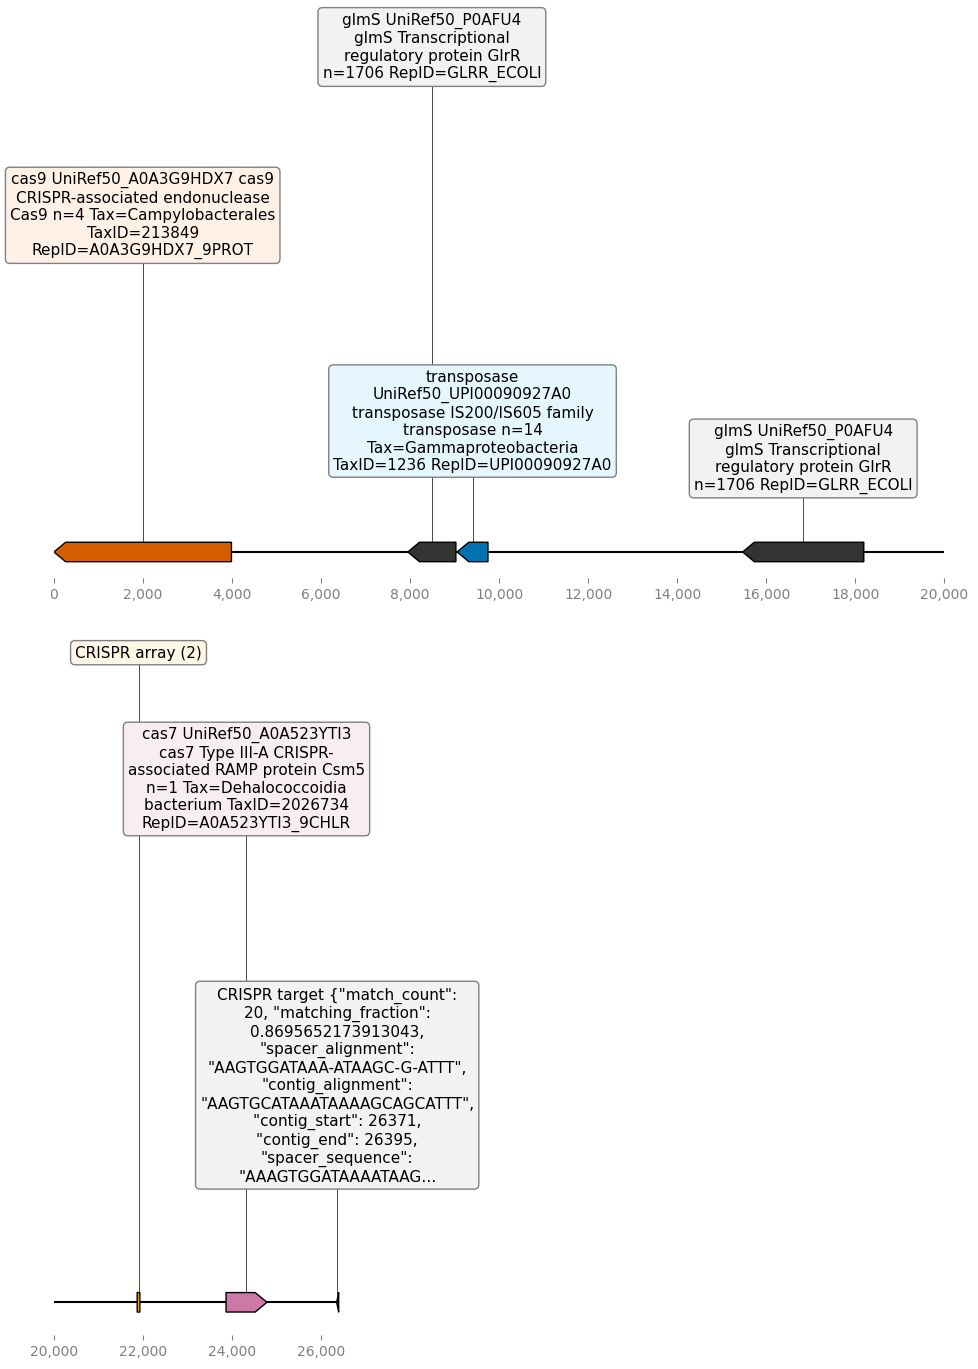 glmS UniRef50_P0AFU4
glmS Transcriptional
regulatory protein GlrR
n=1706 RepID=GLRR_ECOLI
cas9 UniRef50_A0A3G9HDX7 cas9
CRISPR-associated endonuclease
Cas9 n=4 Tax=Campylobacterales
TaxID=213849
RepID=A0A3G9HDX7_9PROT
transposase
UniRef50_UPI00090927A0
transposase IS200/IS605 family
transposase n=14
Tax=Gammaproteobacteria
TaxID=1236 RepID=UPI00090927A0
glmS UniRef50_P0AFU4
glmS Transcriptional
regulatory protein GlrR
n=1706 RepID=GLRR_ECOLI
0 2,000 4,000 6,000 8,000 10,000 12,000 14,000 16,000 18,000 20,000
CRISPR array (2)
cas7 UniRef50_A0A523YTI3
cas7 Type III-A CRISPR-
associated RAMP protein Csm5
n=1 Tax=Dehalococcoidia
bacterium TaxID=2026734
RepID=A0A523YTI3_9CHLR
CRISPR target {"match_count":
20, "matching_fraction":
0.8695652173913043,
"spacer_alignment":
"AAGTGGATAAA-ATAAGC-G-ATTT",
"contig_alignment":
"AAGTGCATAAATAAAAGCAGCATTT",
"contig_start": 26371,
"contig_end": 26395,
"spacer_sequence":
"AAAGTGGATAAAATAAG...
20,000 22,000 24,000 26,000